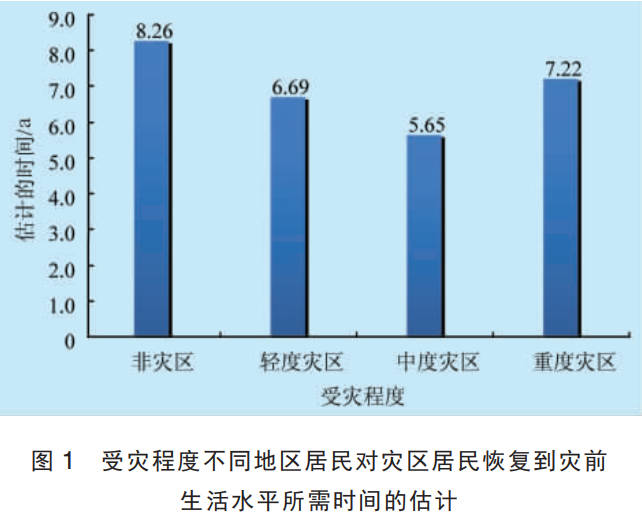 9.0
8.0
7.0
6.0
5.0
4.0
3.0
2.0
1.0
0
估计的时间/a
8.26
6.69
5.65
7.22
非灾区
轻度灾区
中度灾区
重度灾区
受灾程度
图 1 受灾程度不同地区居民对灾区居民恢复到灾前
生活水平所需时间的估计